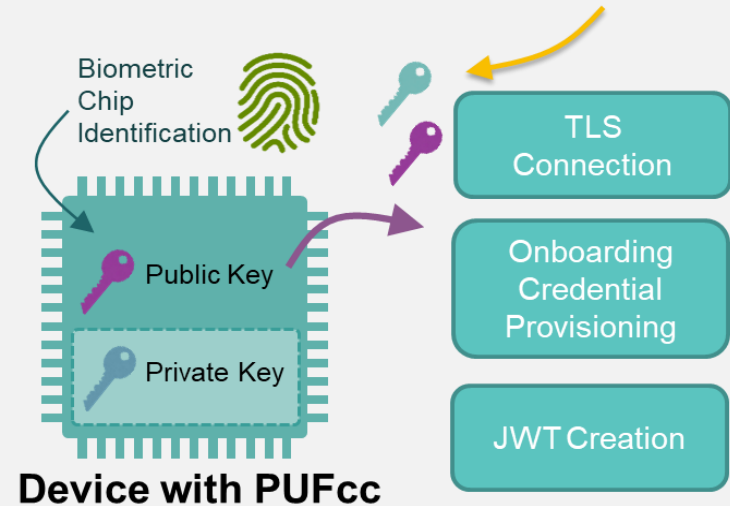 Biometric
Chip
Identification
Public Key
Private Key
Device with PUFcc
TLS
Connection
Onboarding
Credential
Provisioning
JWT Creation